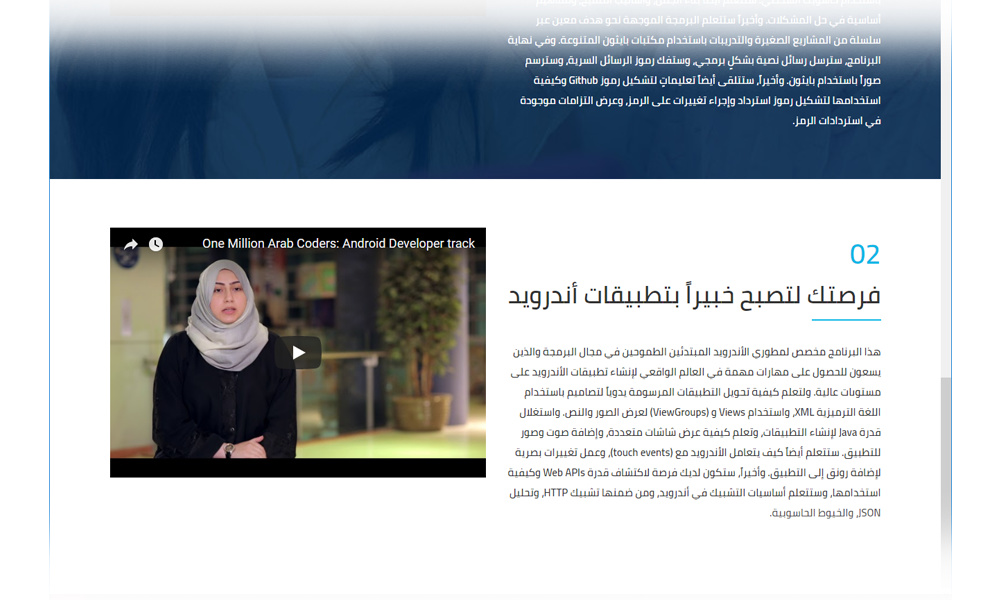 أساسية في حل المشكلات. وأخيراً ستتعلم البرمجة الموجهة نحو هدف معين عبر
سلسلة من المشاريع الصغيرة والتدريبات باستخدام مكتبات بايثون المتنوعة. وفي نهاية
البرنامج، سترسل رسائل نصية بشكلٍ برمجي، وستفك رموز الرسائل السرية، وسترسم
صوراً باستخدام بايثون. وأخيراً، ستتلقى أيضاً تعليماتٍ لتشكيل رموز Github وكيفية
استخدامها لتشكيل رموز استرداد وإجراء تغييرات على الرمز، وعرض التزامات موجودة
في استردادات الرمز.
One Million Arab Coders: Android Developer track
02
فرصتك لتصبح خبيراً بتطبيقات أندرويد
هذا البرنامج مخصص لمطوري الأندرويد المبتدئين الطموحين في مجال البرمجة والذين
يسعون للحصول على مهارات مهمة في العالم الواقعي لإنشاء تطبيقات الأندرويد على
مستويات عالية. ولتعلم كيفية تحويل التطبيقات المرسومة يدوياً لتصاميم باستخدام
اللغة الترميزية XML، واستخدام Views و (ViewGroups) لعرض الصور والنص. واستغلال
قدرة Java لإنشاء التطبيقات، وتعلم كيفية عرض شاشات متعددة، وإضافة صوت وصور
للتطبيق. ستتعلم أيضاً كيف يتعامل الأندرويد مع (touch events)، وعمل تغييرات بصرية
لإضافة رونق إلى التطبيق. وأخيراً، ستكون لديك فرصة لاكتشاف قدرة Web APIs وكيفية
استخدامها، وستتعلم أساسيات التشبيك في أندرويد، ومن ضمنها تشبيك HTTP، وتحليل
JSON، والخيوط الحاسوبية.